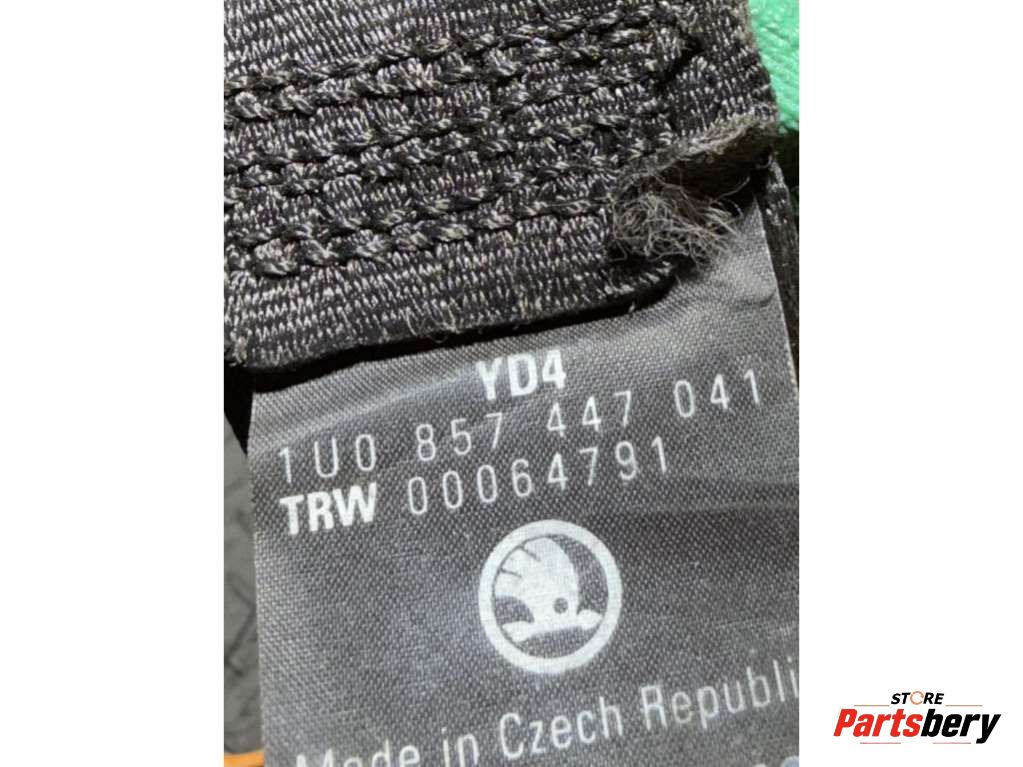 YD4
1U0 857 447 041
TRW 00064791
Made in Czech Republi
STORE
Partsbery